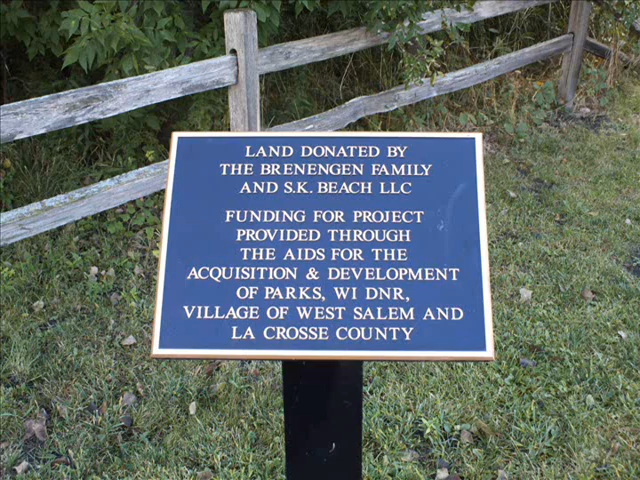 LAND DONATED BY
THE BRENENGEN FAMILY
AND S.K. BEACH LLC
FUNDING FOR PROJECT
PROVIDED THROUGH
THE AIDS FOR THE
ACQUISITION & DEVELOPMENT
OF PARKS, WI DNR,
VILLAGE OF WEST SALEM AND
LA CROSSE COUNTY